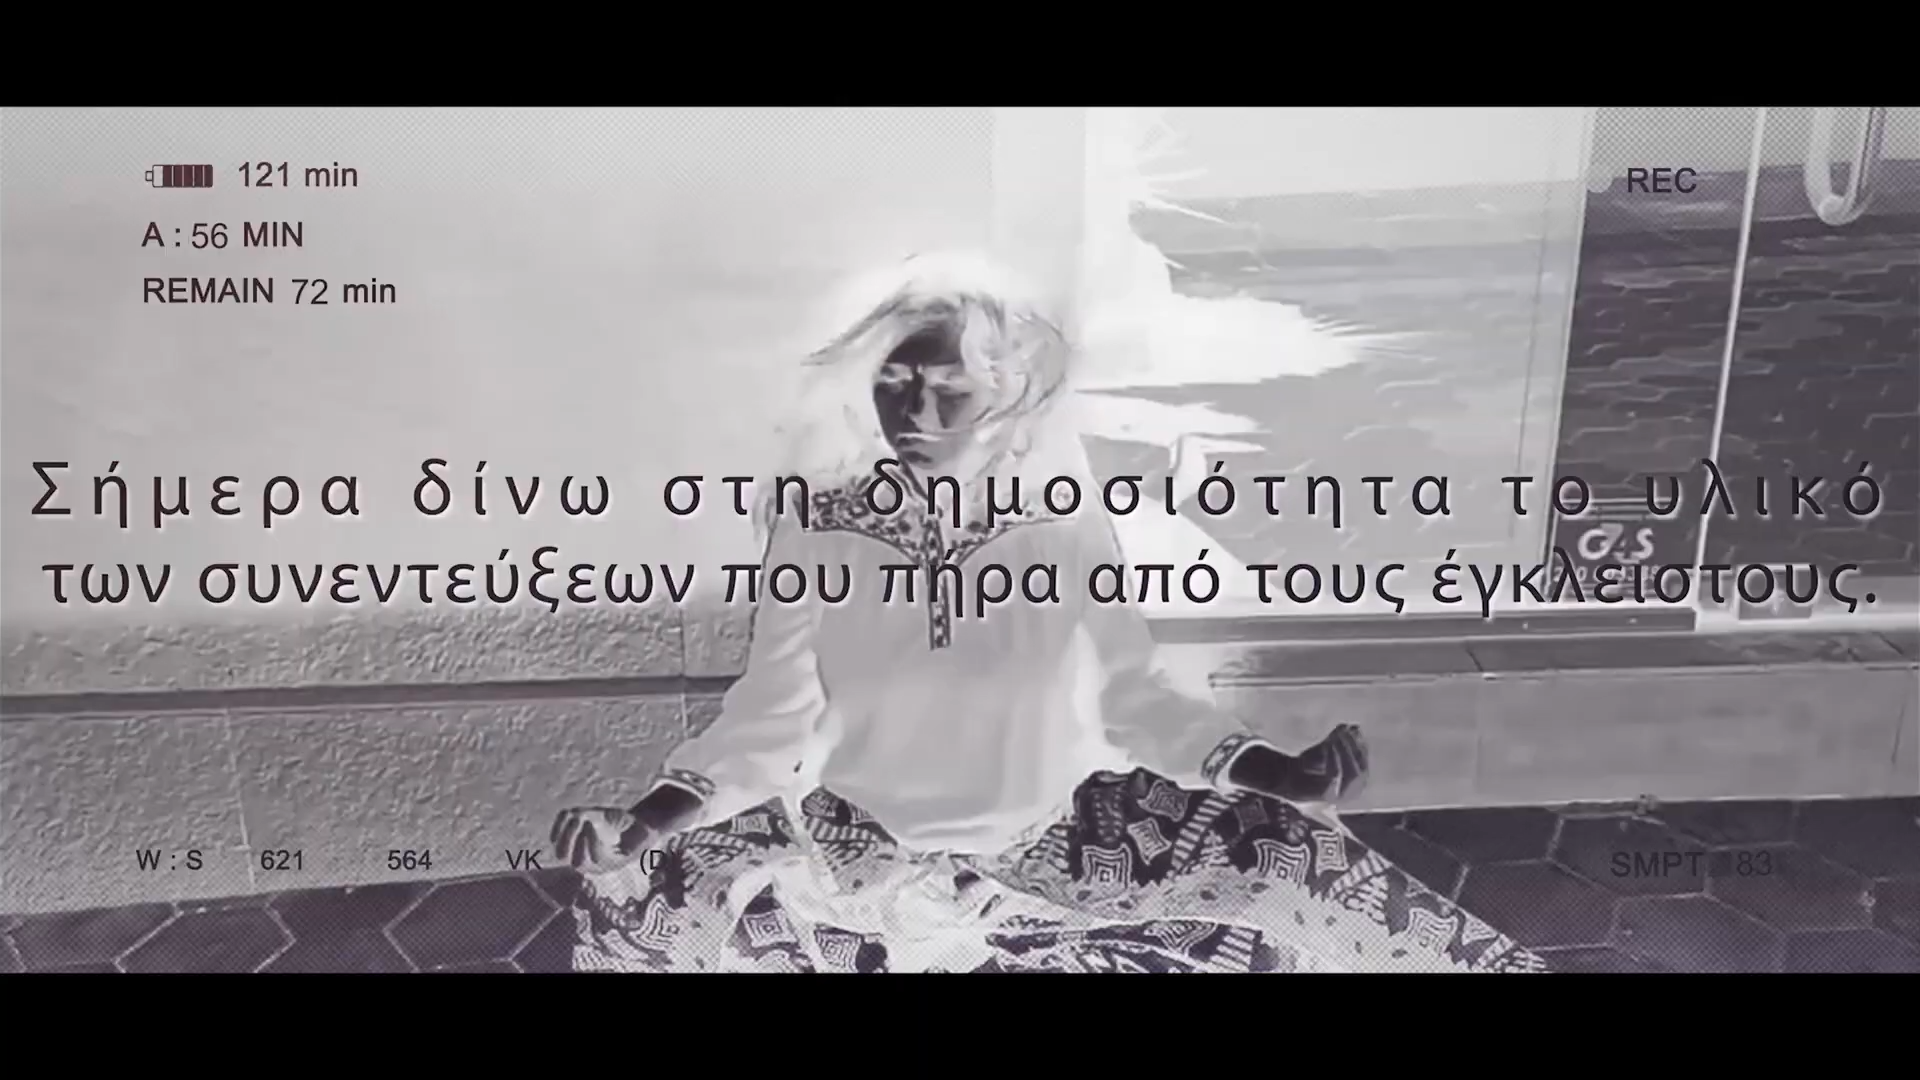 121 min
REC
A : 56 MIN
REMAIN 72 min
Σήμερα δίνω στη δημοσιότητα το υλικό
των συνεντεύξεων που πήρα από τους έγκλειστους.
G4S
W : S 621 564 VK (D
SMPT 83